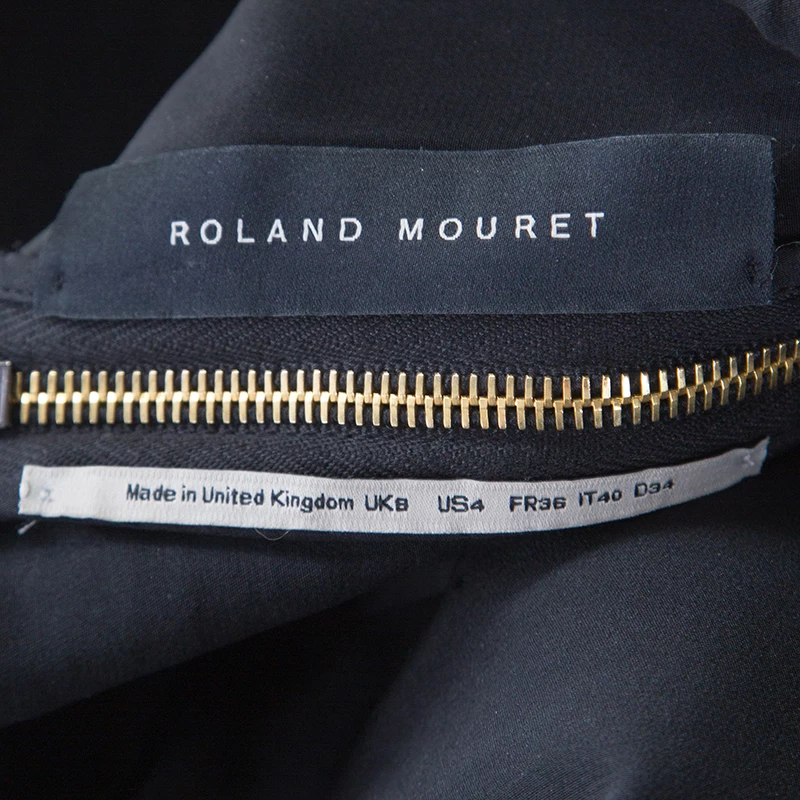 ROLAND MOURET
Made in United Kingdom UK8 US4 FR36 IT40 D34